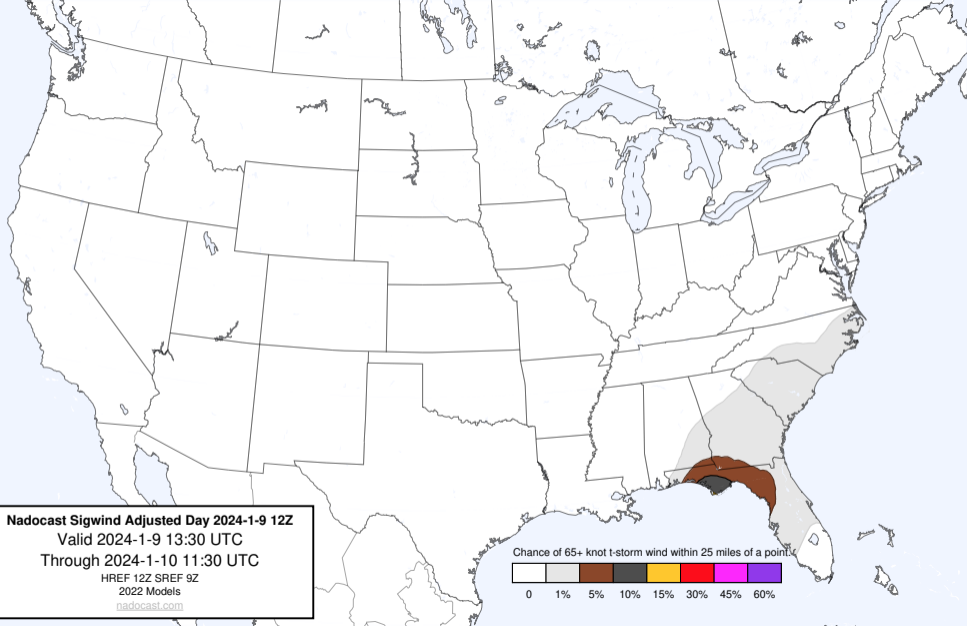 Nadocast Sigwind Adjusted Day 2024-1-9 12Z
Valid 2024-1-9 13:30 UTC
Through 2024-1-10 11:30 UTC
HREF 12Z SREF 9Z
2022 Models
nadocast.com
Chance of 65+ knot t-storm wind within 25 miles of a point.
0 1% 5% 10% 15% 30% 45% 60%